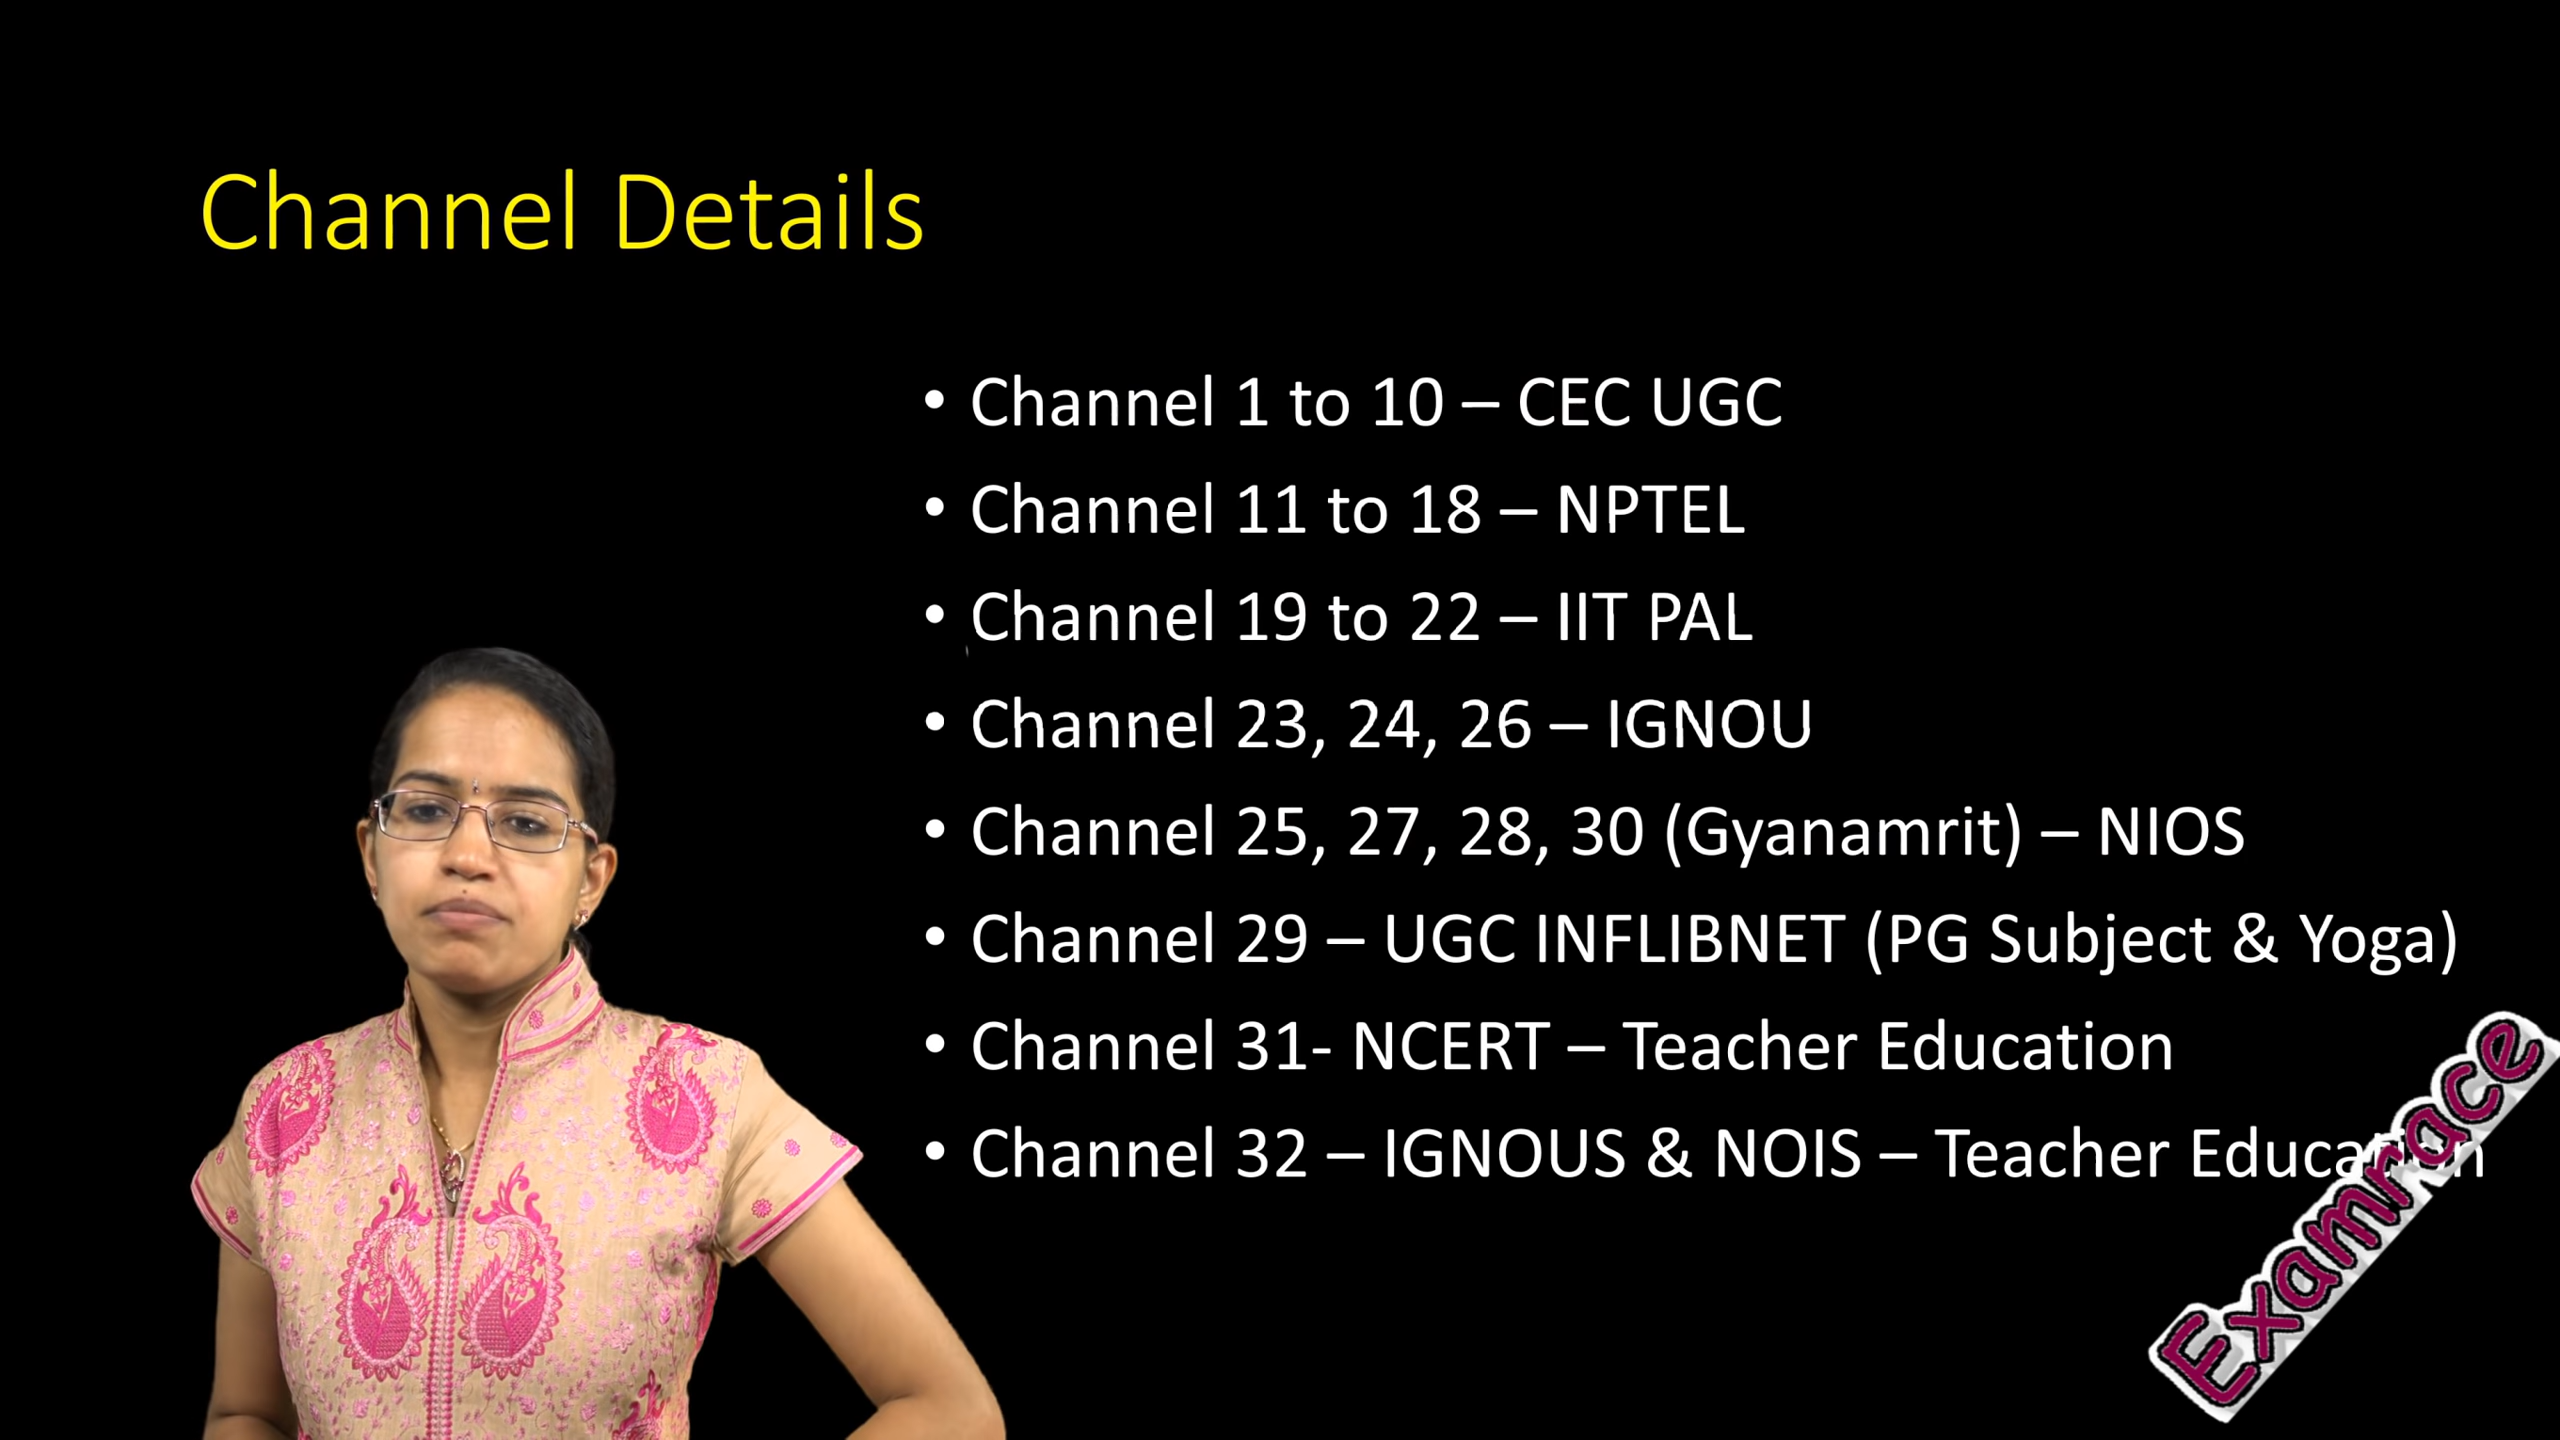 Channel Details
• Channel 1 to 10 – CEC UGC
• Channel 11 to 18 – NPTEL
• Channel 19 to 22 – IIT PAL
• Channel 23, 24, 26 – IGNOU
• Channel 25, 27, 28, 30 (Gyanamrit) – NIOS
• Channel 29 – UGC INFLIBNET (PG Subject & Yoga)
• Channel 31- NCERT – Teacher Education
• Channel 32 – IGNOUS & NOIS – Teacher Education
Examrace